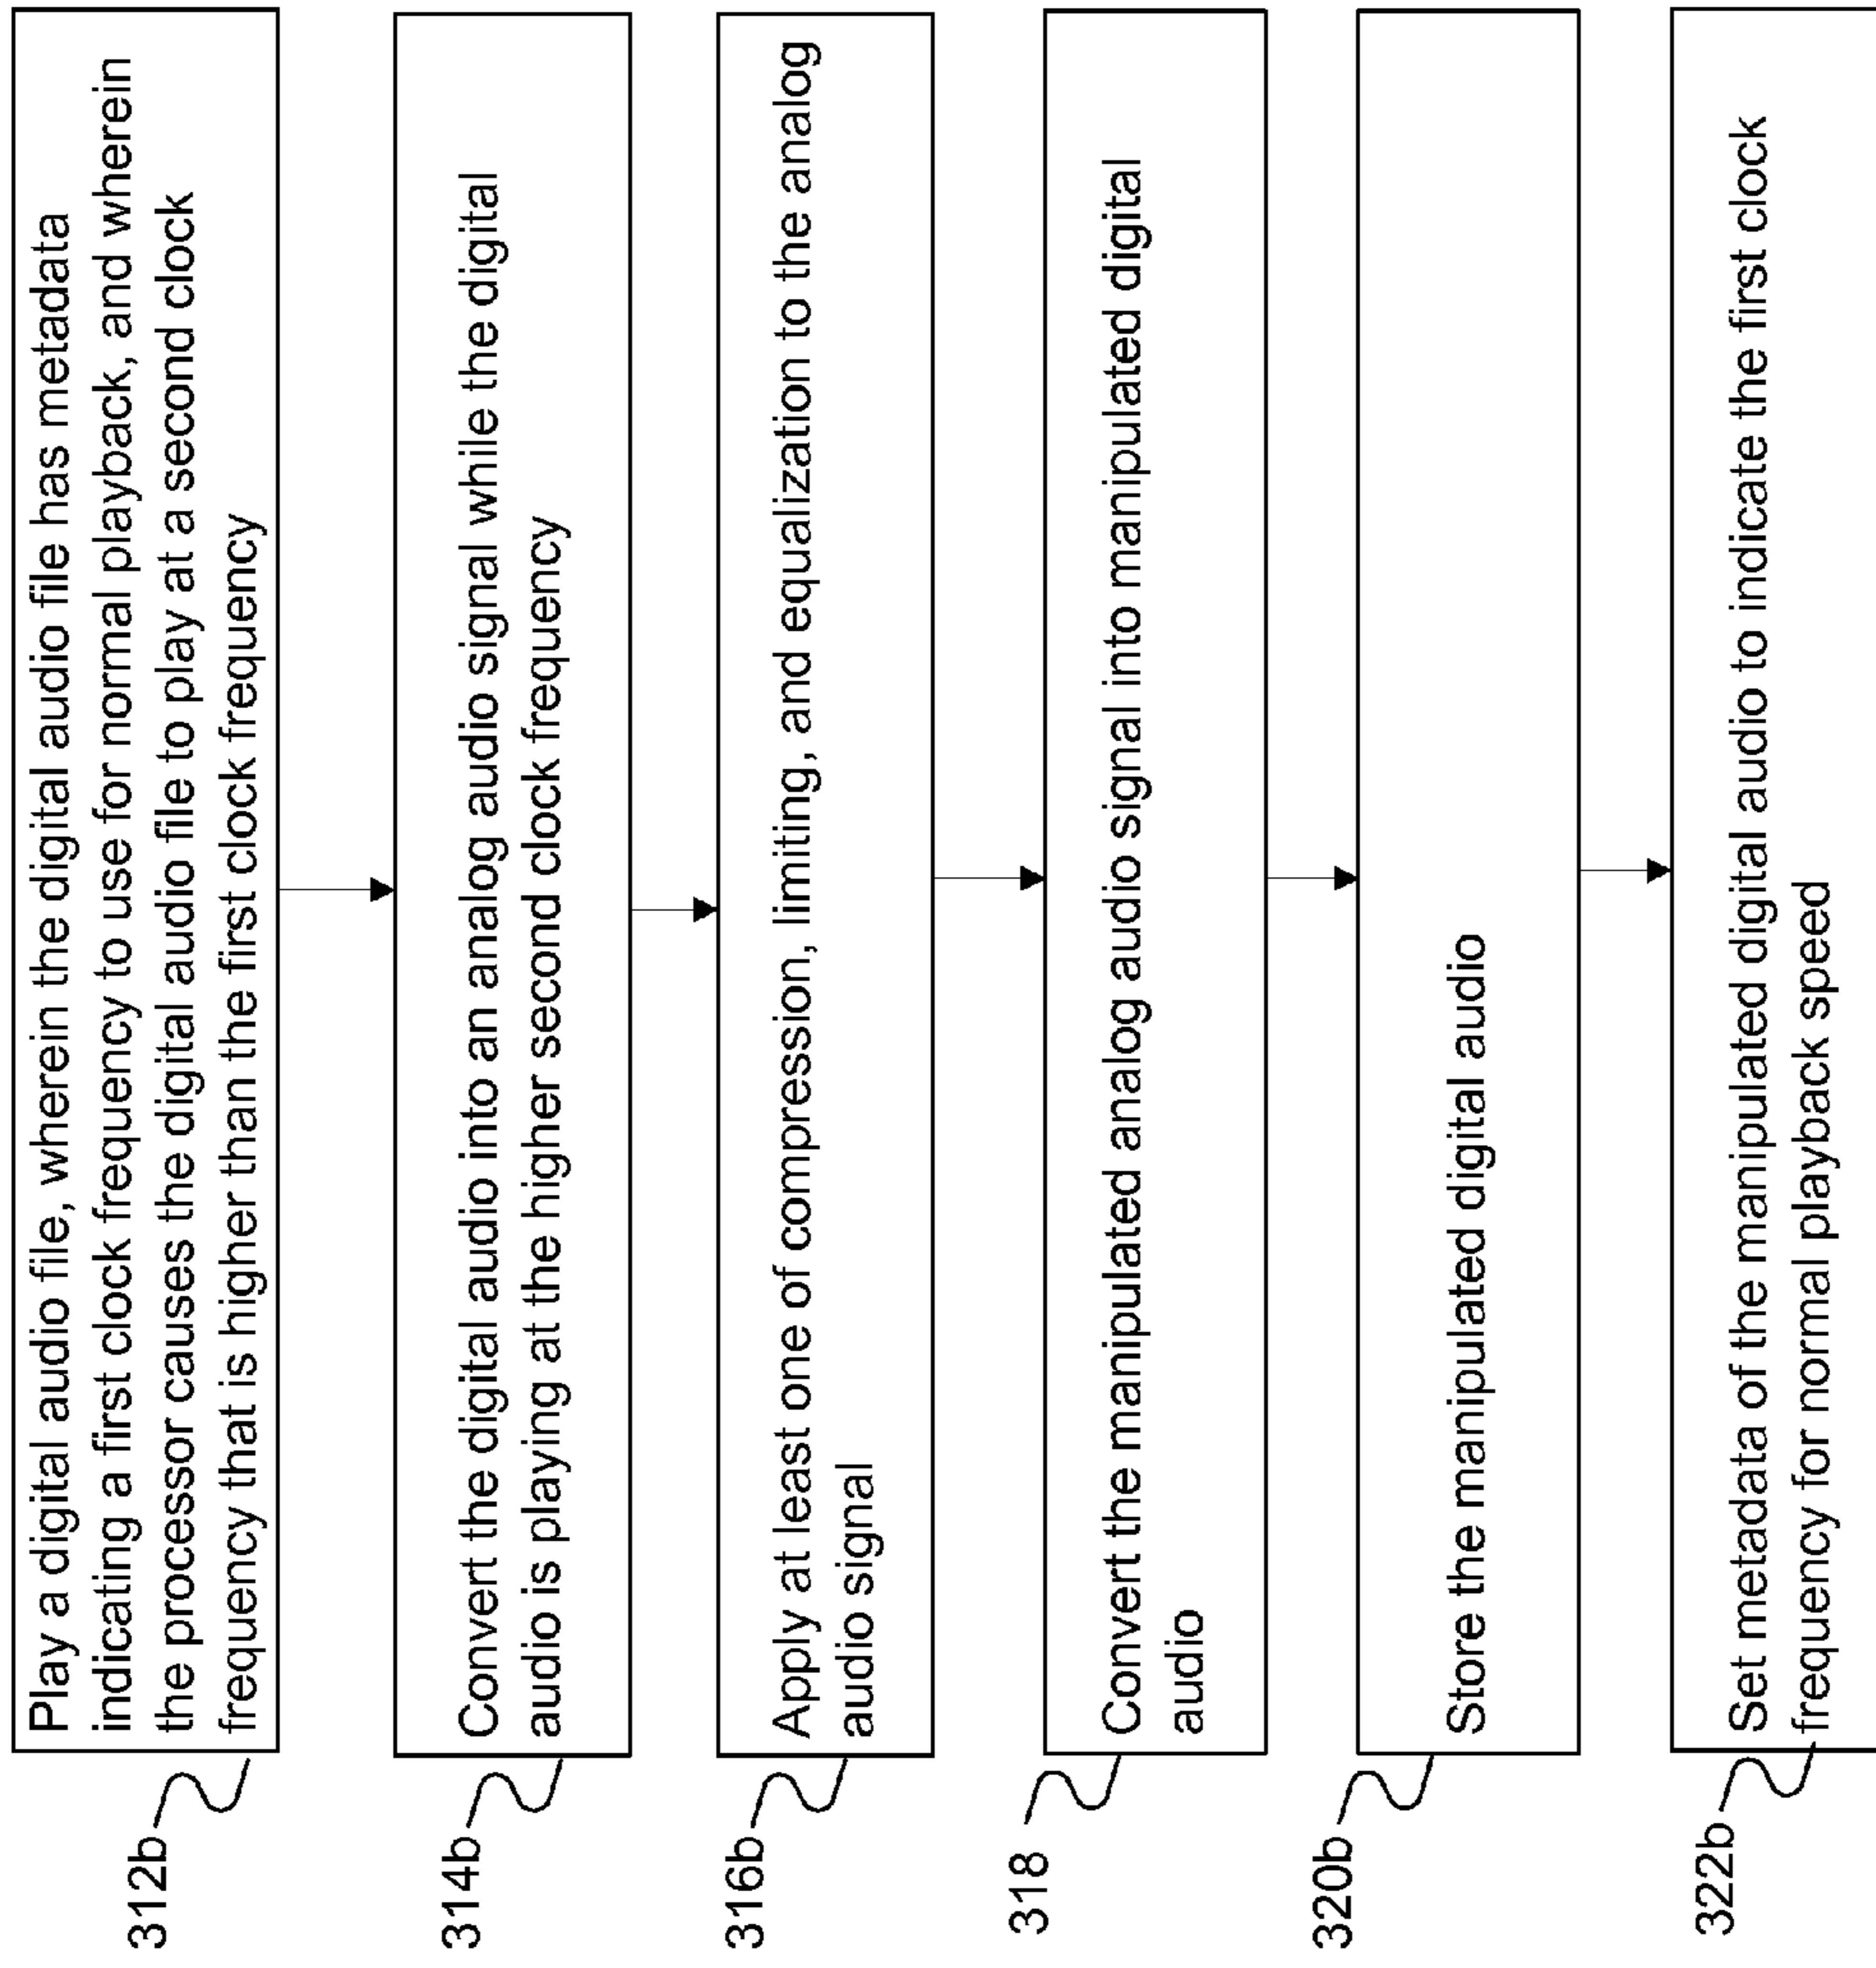 312b
Play a digital audio file, wherein the digital audio file has metadata
indicating a first clock frequency to use for normal playback, and wherein
the processor causes the digital audio file to play at a second clock
frequency that is higher than the first clock frequency
314b
Convert the digital audio into an analog audio signal while the digital
audio is playing at the higher second clock frequency
316b
Apply at least one of compression, limiting, and equalization to the analog
audio signal
318
Convert the manipulated analog audio signal into manipulated digital
audio
320b
Store the manipulated digital audio
322b
Set metadata of the manipulated digital audio to indicate the first clock
frequency for normal playback speed